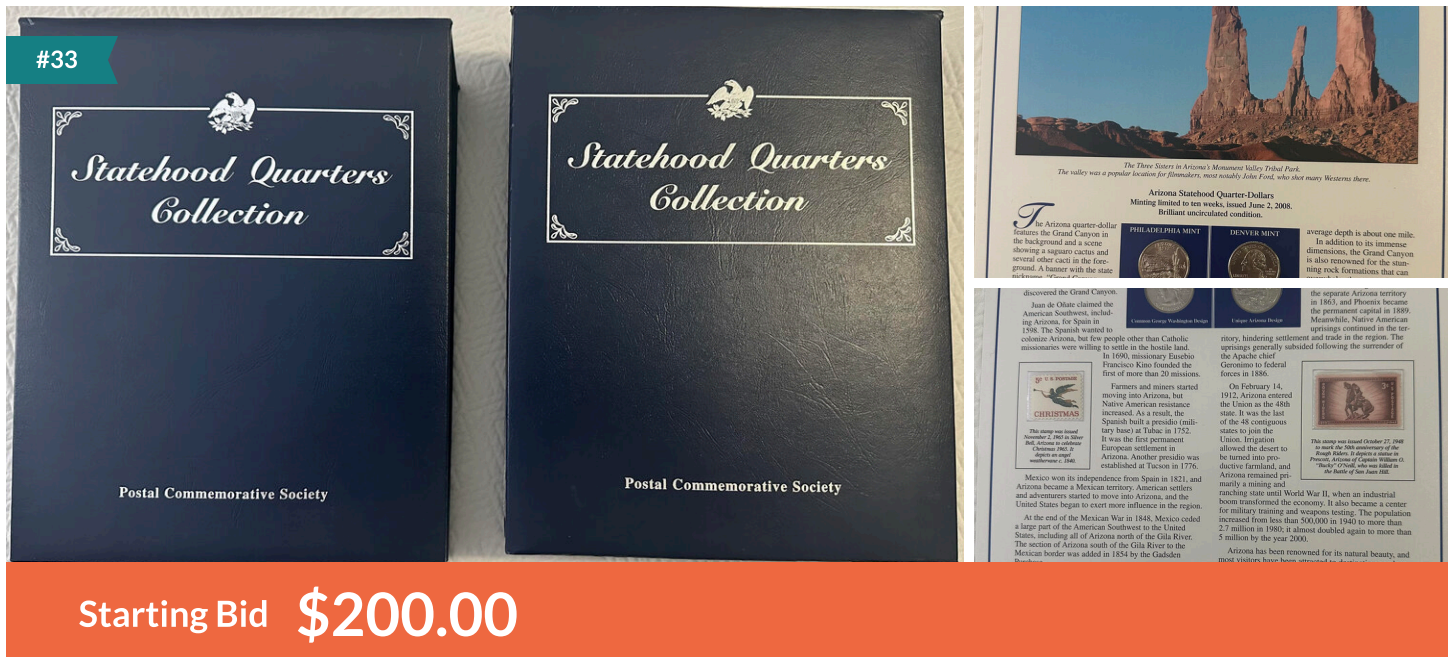 #33
Statehood Quarters
Collection
Postal Commemorative Society
Statehood Quarters
Collection
Postal Commemorative Society
The Three Sisters in Arizona's Monument Valley Tribal Park.
The valley was a popular location for filmmakers, most notably John Ford, who shot many Westerns there.
Arizona Statehood Quarter-Dollars
Minting limited to ten weeks, issued June 2, 2008.
Brilliant uncirculated condition.
The Arizona quarter-dollar
features the Grand Canyon in
the background and a scene
showing a saguaro cactus and
several other cacti in the fore-
ground. A banner with the state
PHILADELPHIA MINT
DENVER MINT
average depth is about one mile.
In addition to its immense
dimensions, the Grand Canyon
is also renowned for the stun-
ning rock formations that can
discovered the Grand Canyon.
Juan de Oñate claimed the
American Southwest, includ-
ing Arizona, for Spain in
1598. The Spanish wanted to
colonize Arizona, but few people other than Catholic
missionaries were willing to settle in the hostile land.
In 1690, missionary Eusebio
Francisco Kino founded the
first of more than 20 missions.
Farmers and miners started
moving into Arizona, but
Native American resistance
increased. As a result, the
Spanish built a presidio (mili-
tary base) at Tubac in 1752.
It was the first permanent
European settlement in
Arizona. Another presidio was
established at Tucson in 1776.
5¢ U.S. POSTAGE
CHRISTMAS
This stamp was issued
November 2, 1965 in Silver
Bell, Arizona to celebrate
Christmas 1965. It
depicts an angel
weathervane c. 1840.
Mexico won its independence from Spain in 1821, and
Arizona became a Mexican territory. American settlers
and adventurers started to move into Arizona, and the
United States began to exert more influence in the region.
At the end of the Mexican War in 1848, Mexico ceded
a large part of the American Southwest to the United
States, including all of Arizona north of the Gila River.
The section of Arizona south of the Gila River to the
Mexican border was added in 1854 by the Gadsden
Common George Washington Design
Unique Arizona Design
the separate Arizona territory
in 1863, and Phoenix became
the permanent capital in 1889.
Meanwhile, Native American
uprisings continued in the ter-
ritory, hindering settlement and trade in the region. The
uprisings generally subsided following the surrender of
the Apache chief
Geronimo to federal
forces in 1886.
On February 14,
1912, Arizona entered
the Union as the 48th
state. It was the last
of the 48 contiguous
states to join the
Union. Irrigation
allowed the desert to
be turned into pro-
ductive farmland, and
Arizona remained pri-
marily a mining and
ranching state until World War II, when an industrial
boom transformed the economy. It also became a center
for military training and weapons testing. The population
increased from less than 500,000 in 1940 to more than
2.7 million in 1980; it almost doubled again to more than
5 million by the year 2000.
Arizona has been renowned for its natural beauty, and
This stamp was issued October 27, 1948
to mark the 50th anniversary of the
Rough Riders. It depicts a statue in
Prescott, Arizona of Captain William O.
"Bucky" O'Neill, who was killed in
the Battle of San Juan Hill.
Starting Bid $200.00